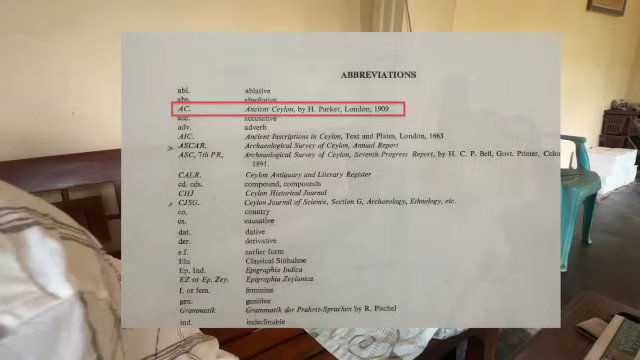 ABBREVIATIONS
abl. ablative
abs. absolutive
AC. Ancient Ceylon, by H. Parker, London, 1909
acc. accusative
adv. adverb
AIC. Ancient Inscriptions in Ceylon, Text and Plates, London, 1663
ASCAR. Archaeological Survey of Ceylon, Annual Report
ASC, 7th PR, Archaeological Survey of Ceylon, Seventh Progress Report, by H. C. P. Bell, Govt. Printer, Colo
1891.
CALR. Ceylon Antiquary and Literary Register
cd. cds. compound, compounds
CHJ Ceylon Historical Journal
CJSG. Ceylon Journal of Science, Section G, Archaeology, Ethnology, etc.
co. country
cs. causative
dat. dative
der. derivative
e.f. earlier form
Elu Classical Sinhalese
Ep. Ind. Epigraphia Indica
EZ or Ep. Zey. Epigraphia Zeylanica
f. or fem. feminine
gen. genitive
Grammatik Grammatik der Prakrit-Sprachen by R. Pischel
ind. indeclinable